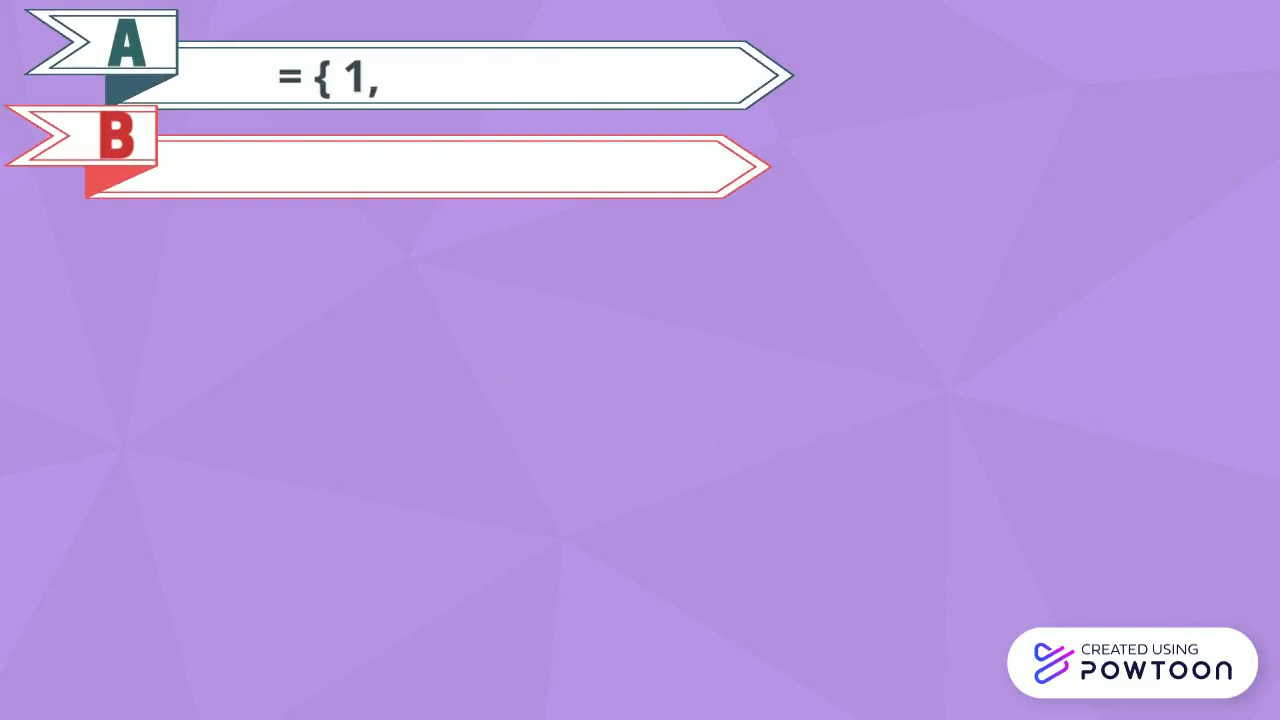 A
= { 1,
B
CREATED USING
POWTOON